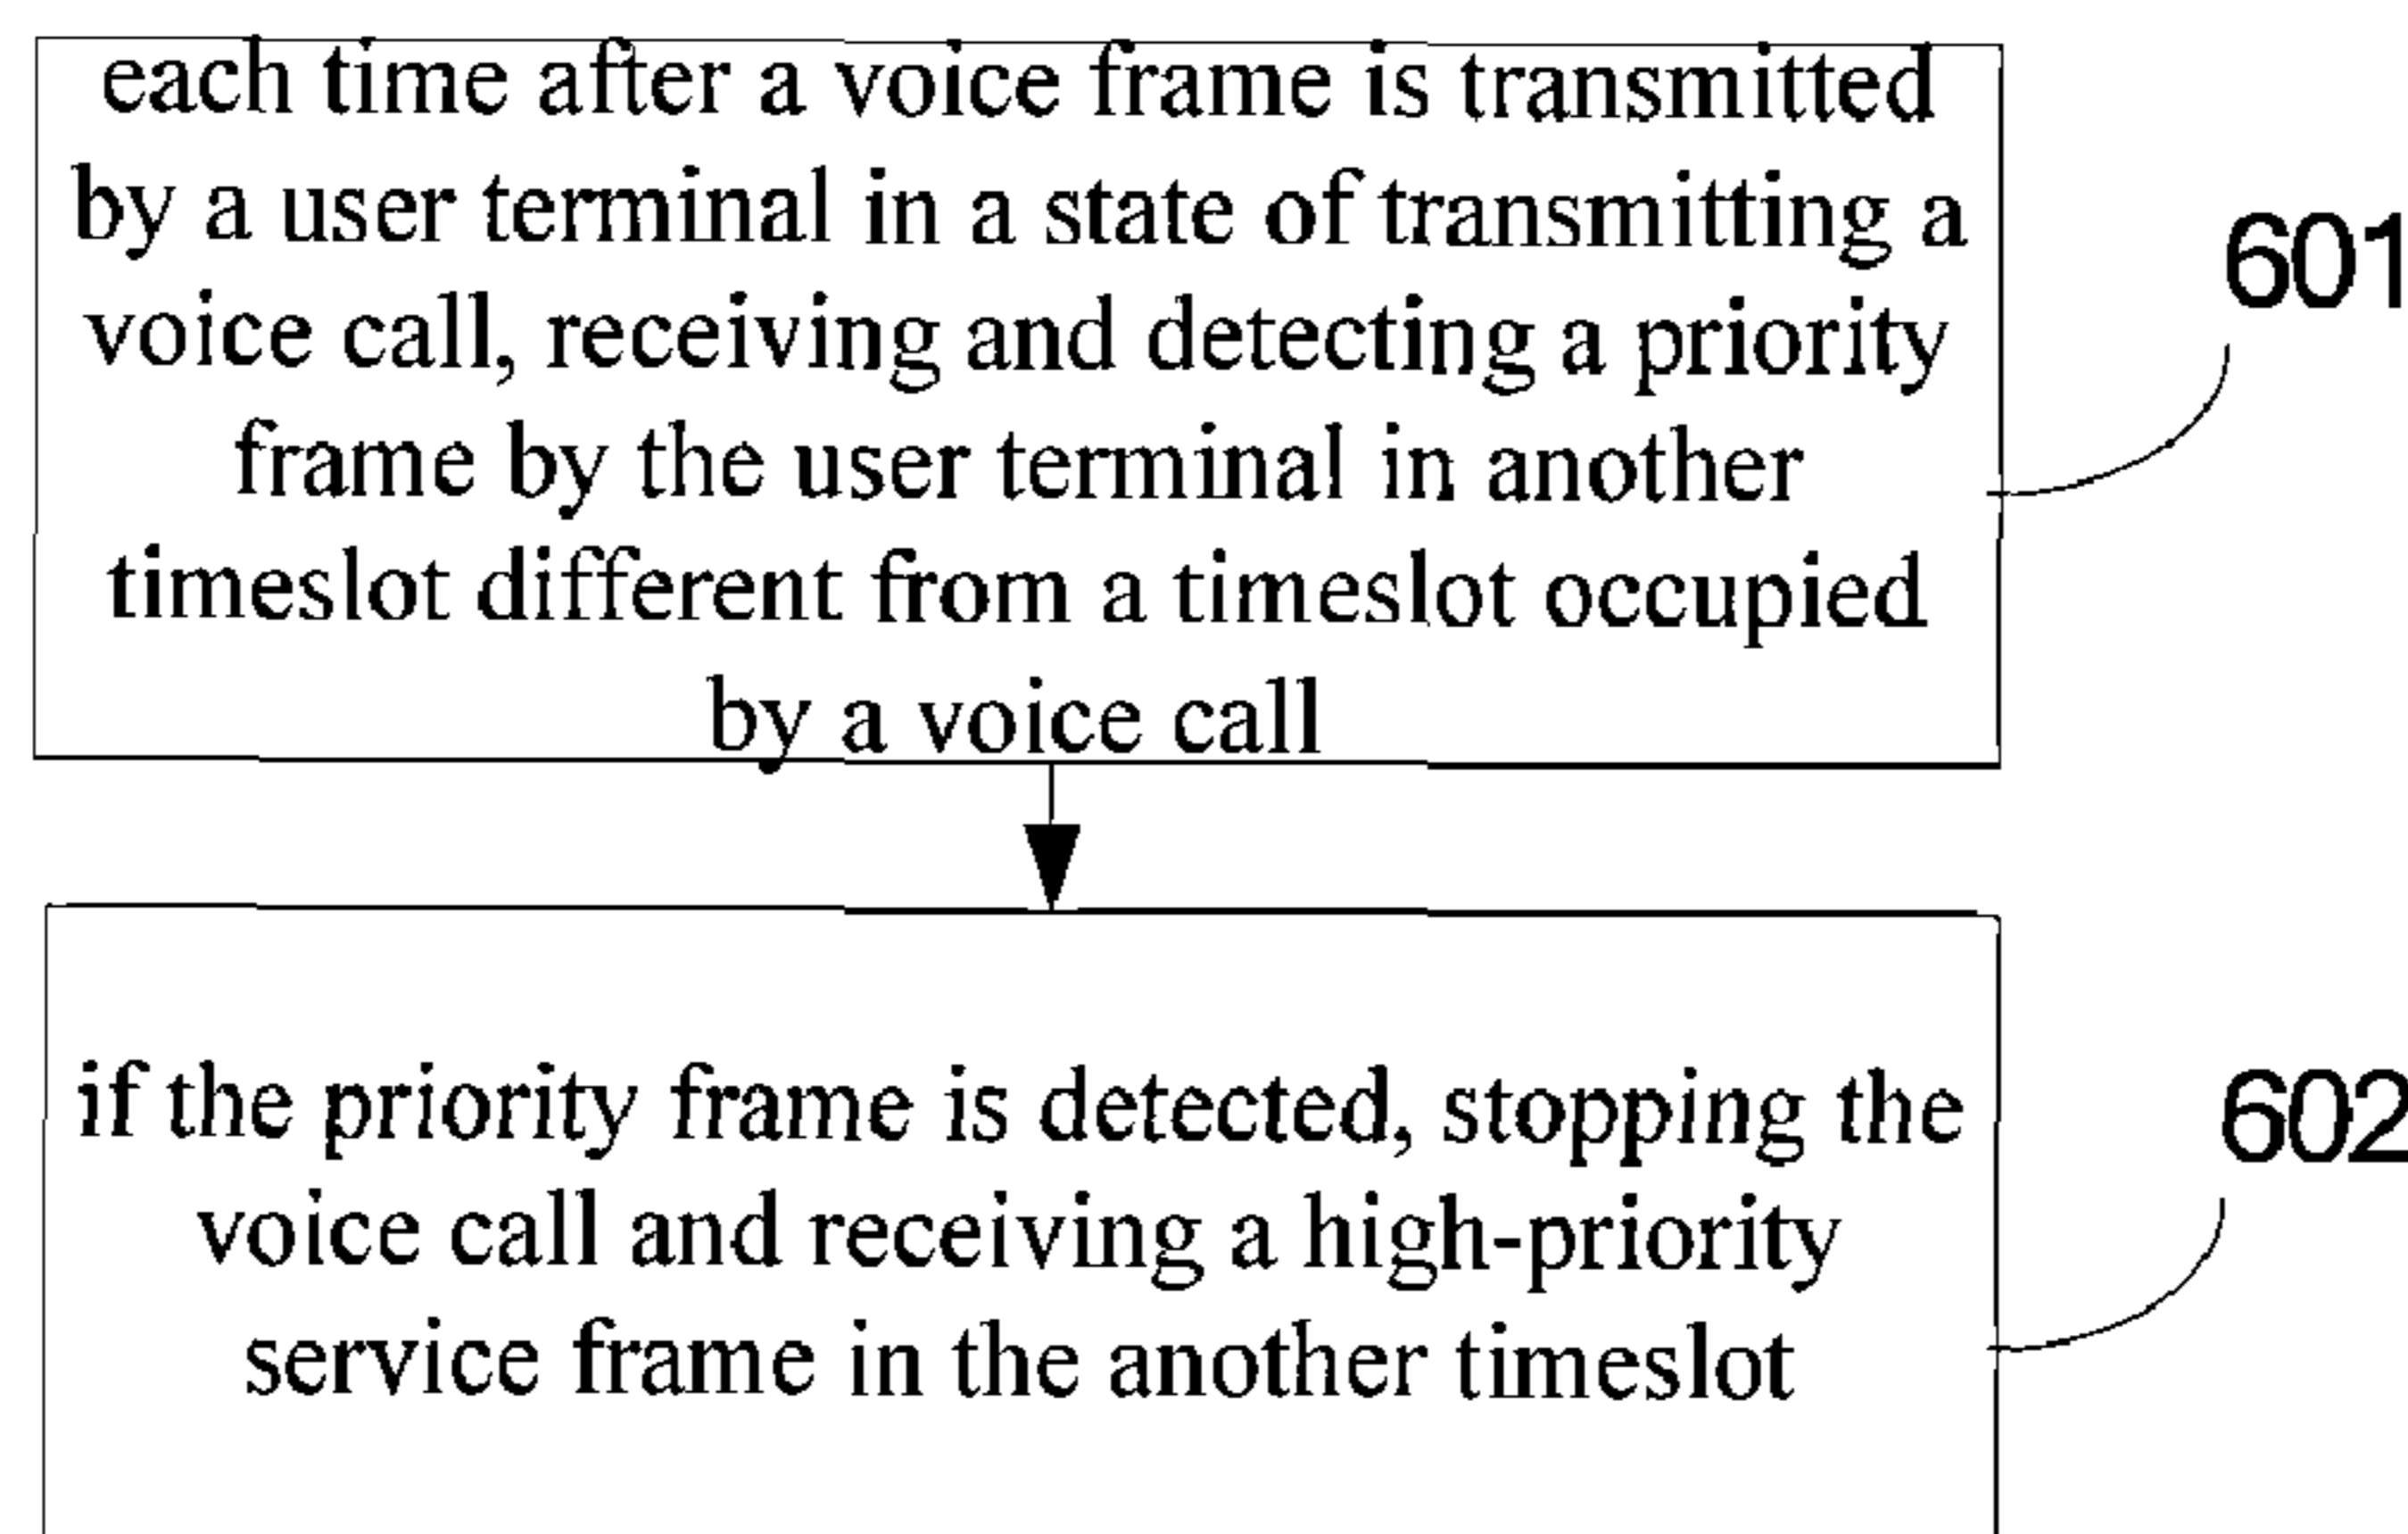 each time after a voice frame is transmitted
by a user terminal in a state of transmitting a
voice call, receiving and detecting a priority
frame by the user terminal in another
timeslot different from a timeslot occupied
by a voice call
601
if the priority frame is detected, stopping the
voice call and receiving a high-priority
service frame in the another timeslot
602